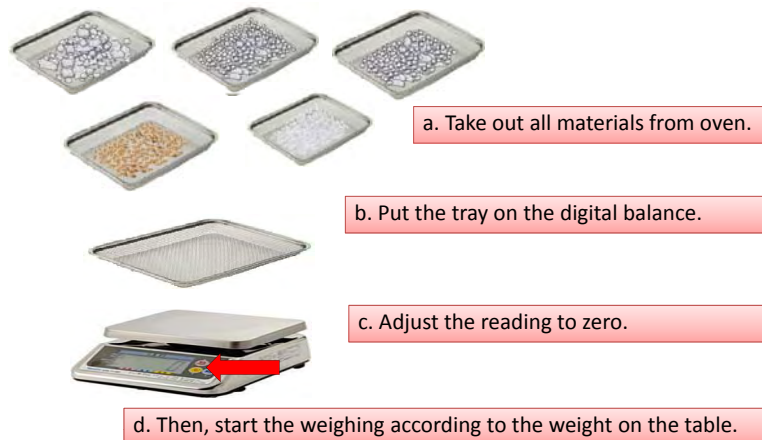 a. Take out all materials from oven.
b. Put the tray on the digital balance.
c. Adjust the reading to zero.
d. Then, start the weighing according to the weight on the table.